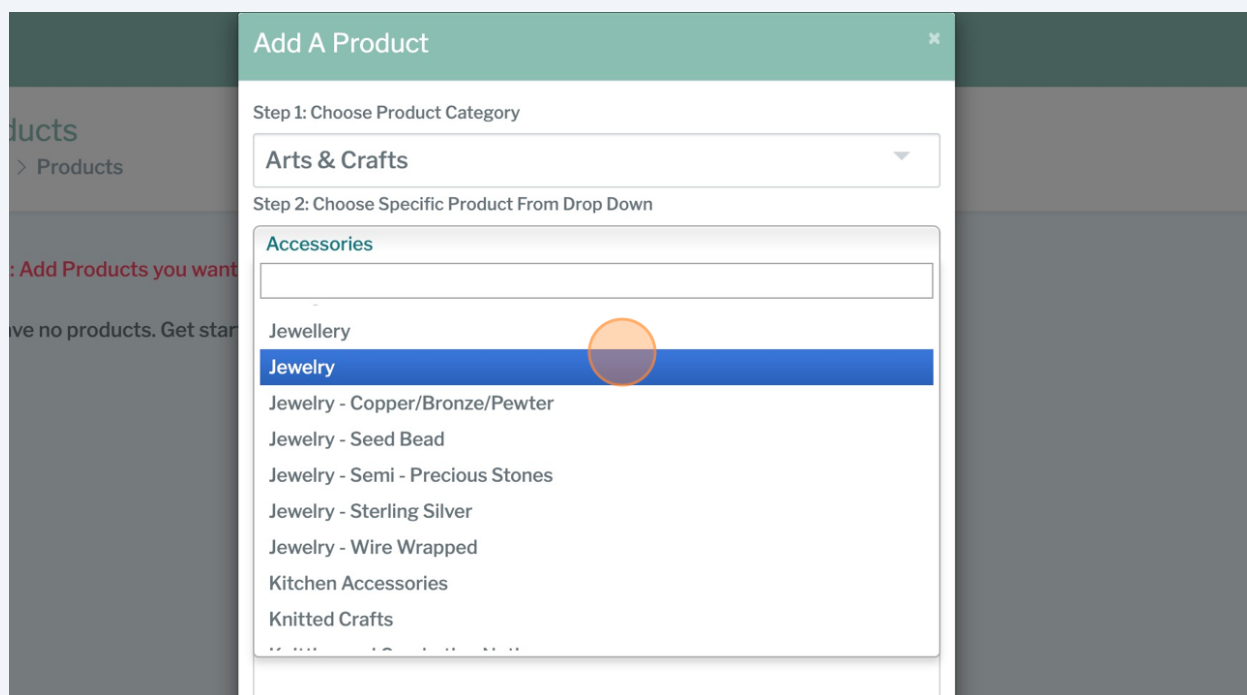 Add A Product
×
Step 1: Choose Product Category
ducts
Arts & Crafts
> Products
Step 2: Choose Specific Product From Drop Down
Accessories
: Add Products you want
ve no products. Get star
Jewellery
Jewelry
Jewelry - Copper/Bronze/Pewter
Jewelry - Seed Bead
Jewelry - Semi - Precious Stones
Jewelry - Sterling Silver
Jewelry - Wire Wrapped
Kitchen Accessories
Knitted Crafts